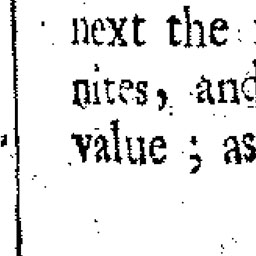 next the
nites, and
value ; as